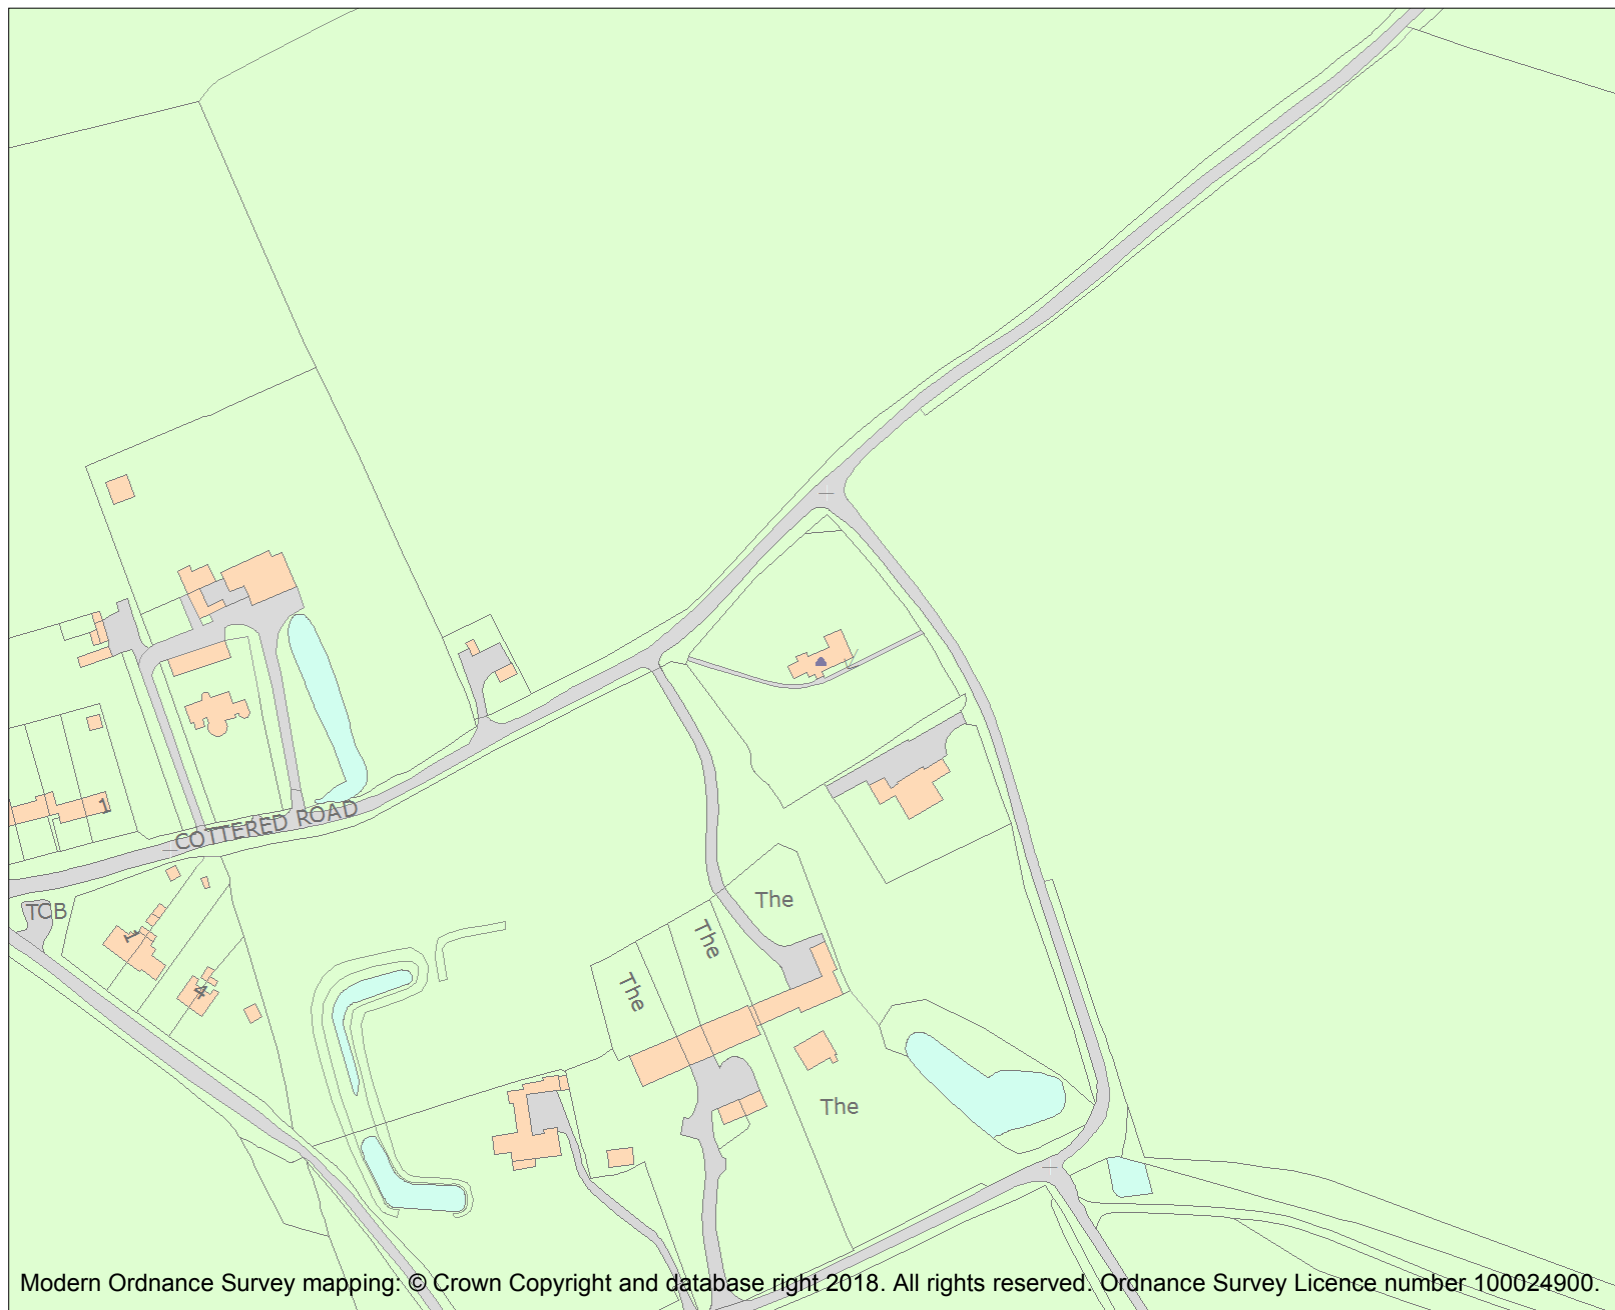 1
COTTERED ROAD
TCB
The
1
The
The
4
The
Modern Ordnance Survey mapping: © Crown Copyright and database right 2018. All rights reserved. Ordnance Survey Licence number 100024900.